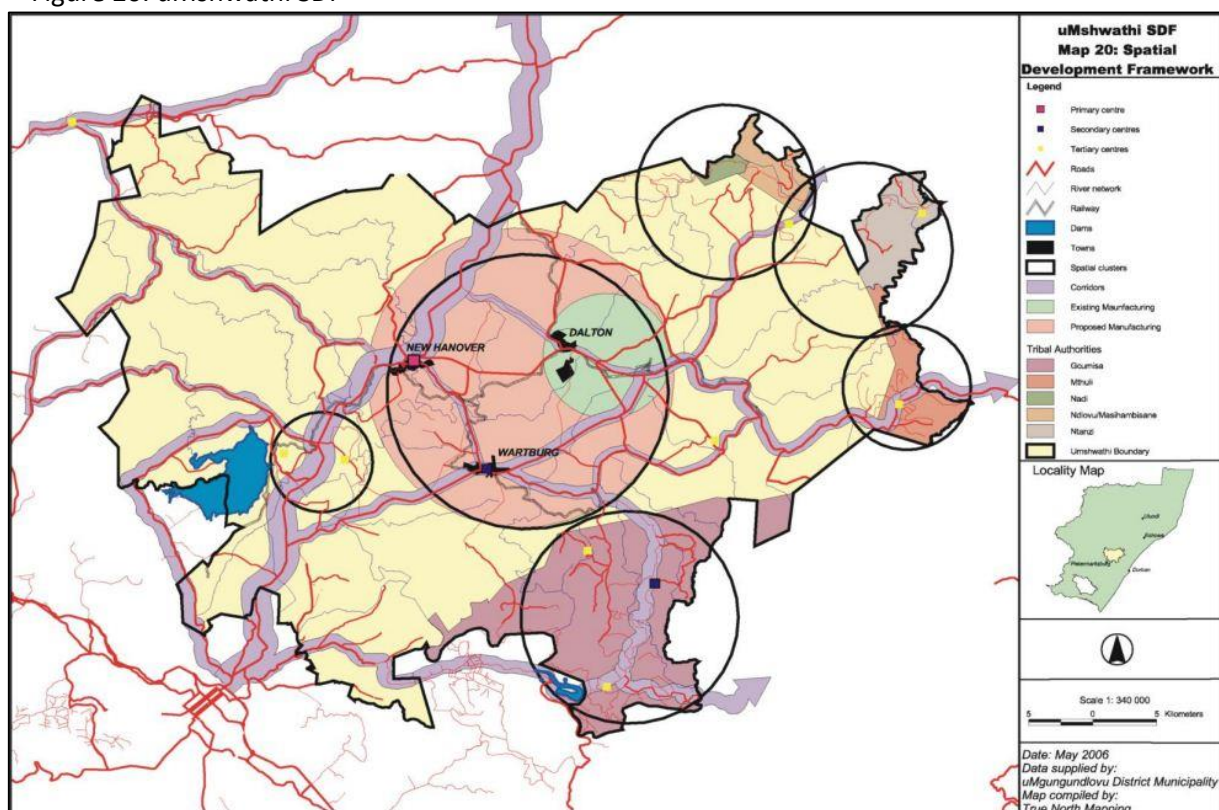 Figure 20: umshwathi SDF
uMshwathi SDF
Map 20: Spatial
Development Framework
Legend
Primary centre
Secondary centres
Tertiary centres
Roads
River network
Railway
Dams
Towns
Spatial clusters
Corridors
Existing Maunfacturing
Proposed Manufacturing
Tribal Authorities
Gcumisa
Mthuli
Nadi
Ndlovu/Masihambisane
Ntanzi
Umshwathi Boundary
Locality Map
Ulundi
Eshowe
Pietermaritzburg
Durban
Scale 1: 340 000
5 0 5 Kilometers
Date: May 2006
Data supplied by:
uMgungundlovu District Municipality
Map compiled by:
True North Mapping
DALTON
NEW HANOVER
WARTBURG